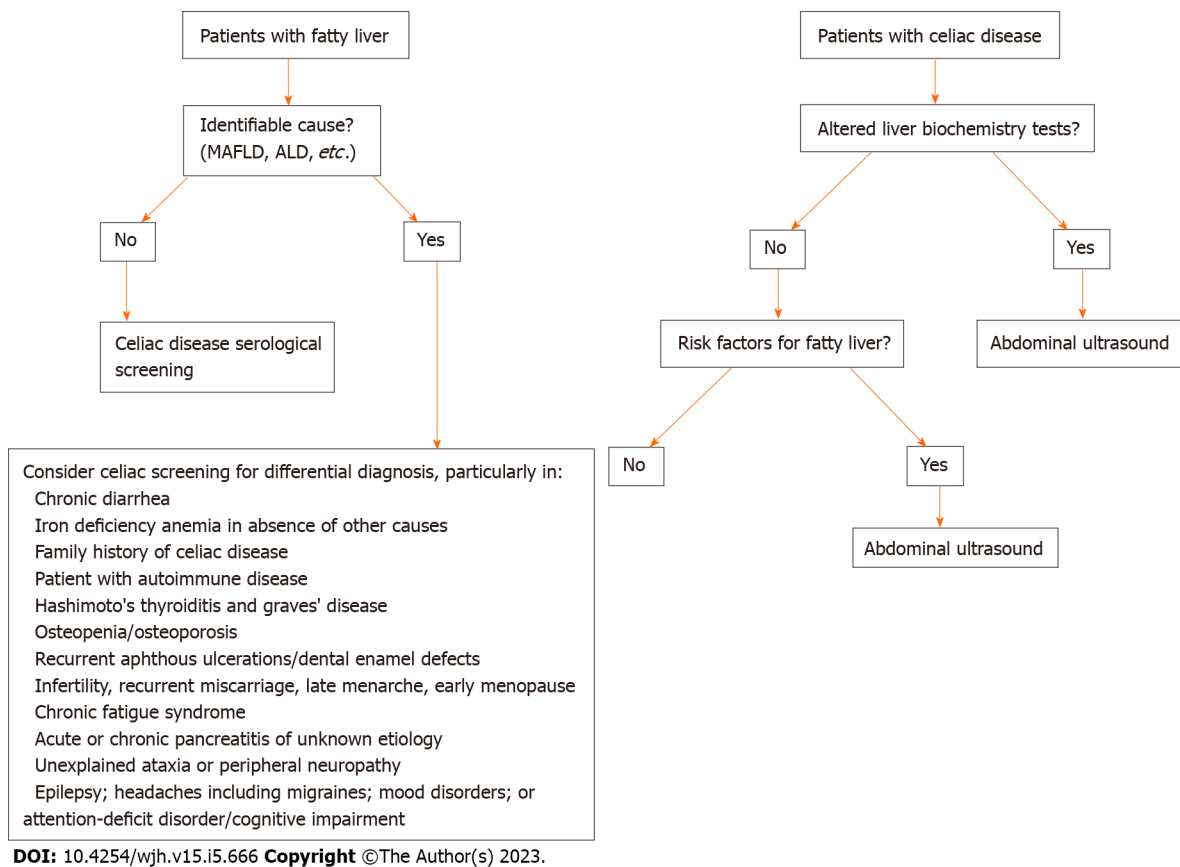 Patients with fatty liver
Identifiable cause?
(MAFLD, ALD, etc.)
No
Yes
Celiac disease serological
screening
Consider celiac screening for differential diagnosis, particularly in:
Chronic diarrhea
Iron deficiency anemia in absence of other causes
Family history of celiac disease
Patient with autoimmune disease
Hashimoto's thyroiditis and graves' disease
Osteopenia/osteoporosis
Recurrent aphthous ulcerations/dental enamel defects
Infertility, recurrent miscarriage, late menarche, early menopause
Chronic fatigue syndrome
Acute or chronic pancreatitis of unknown etiology
Unexplained ataxia or peripheral neuropathy
Epilepsy; headaches including migraines; mood disorders; or
attention-deficit disorder/cognitive impairment
Patients with celiac disease
Altered liver biochemistry tests?
No
Yes
Risk factors for fatty liver?
Abdominal ultrasound
No
Yes
Abdominal ultrasound
DOI: 10.4254/wjh.v15.i5.666 Copyright ©The Author(s) 2023.